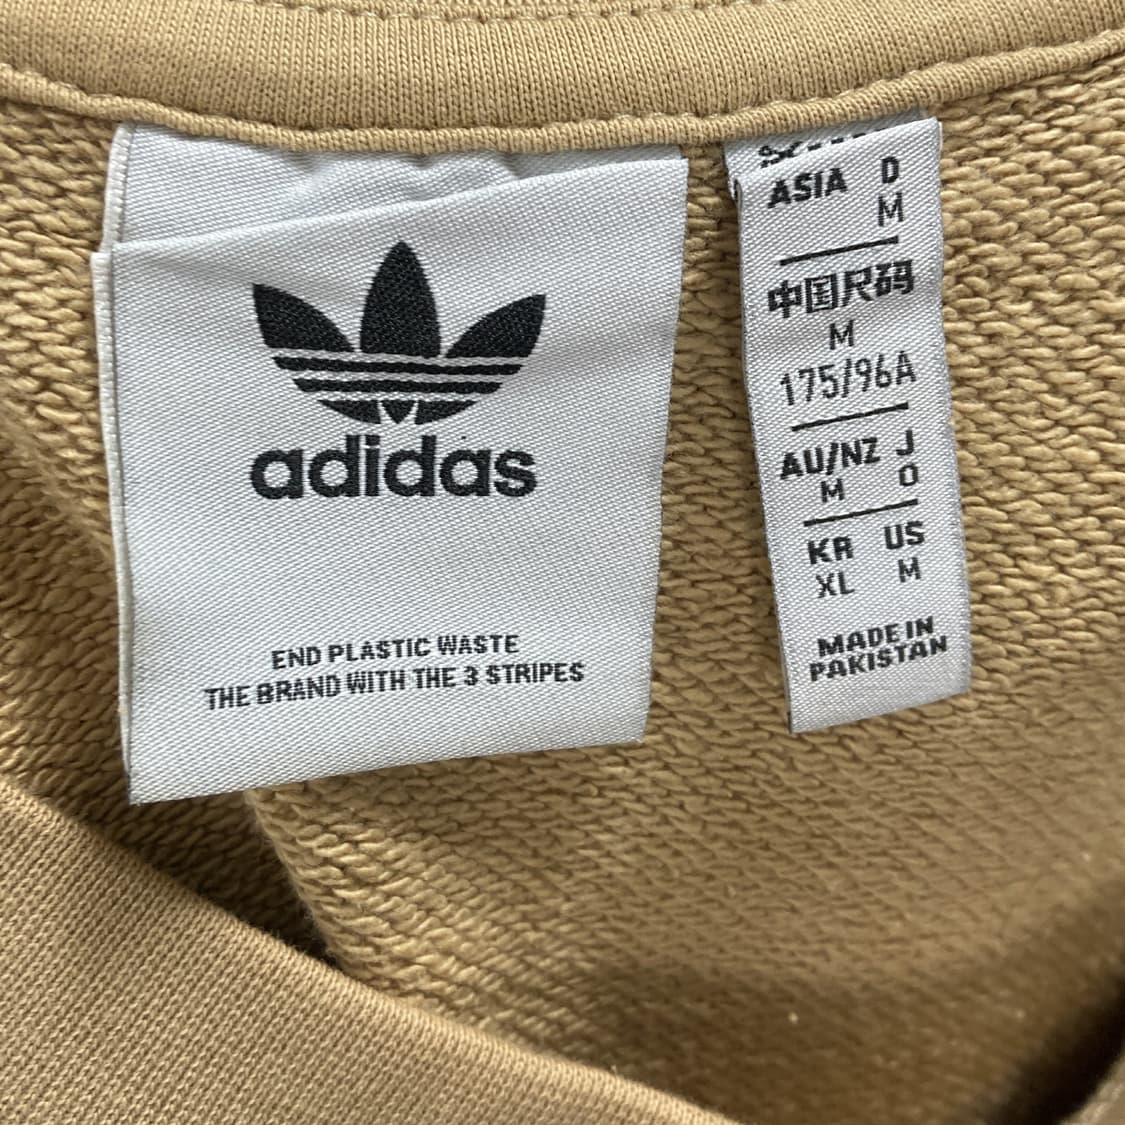 adidas
END PLASTIC WASTE
THE BRAND WITH THE 3 STRIPES
ASIA D
M
中国尺码
M
175/96A
AU/NZ J
M O
KR US
XL M
MADE IN
PAKISTAN